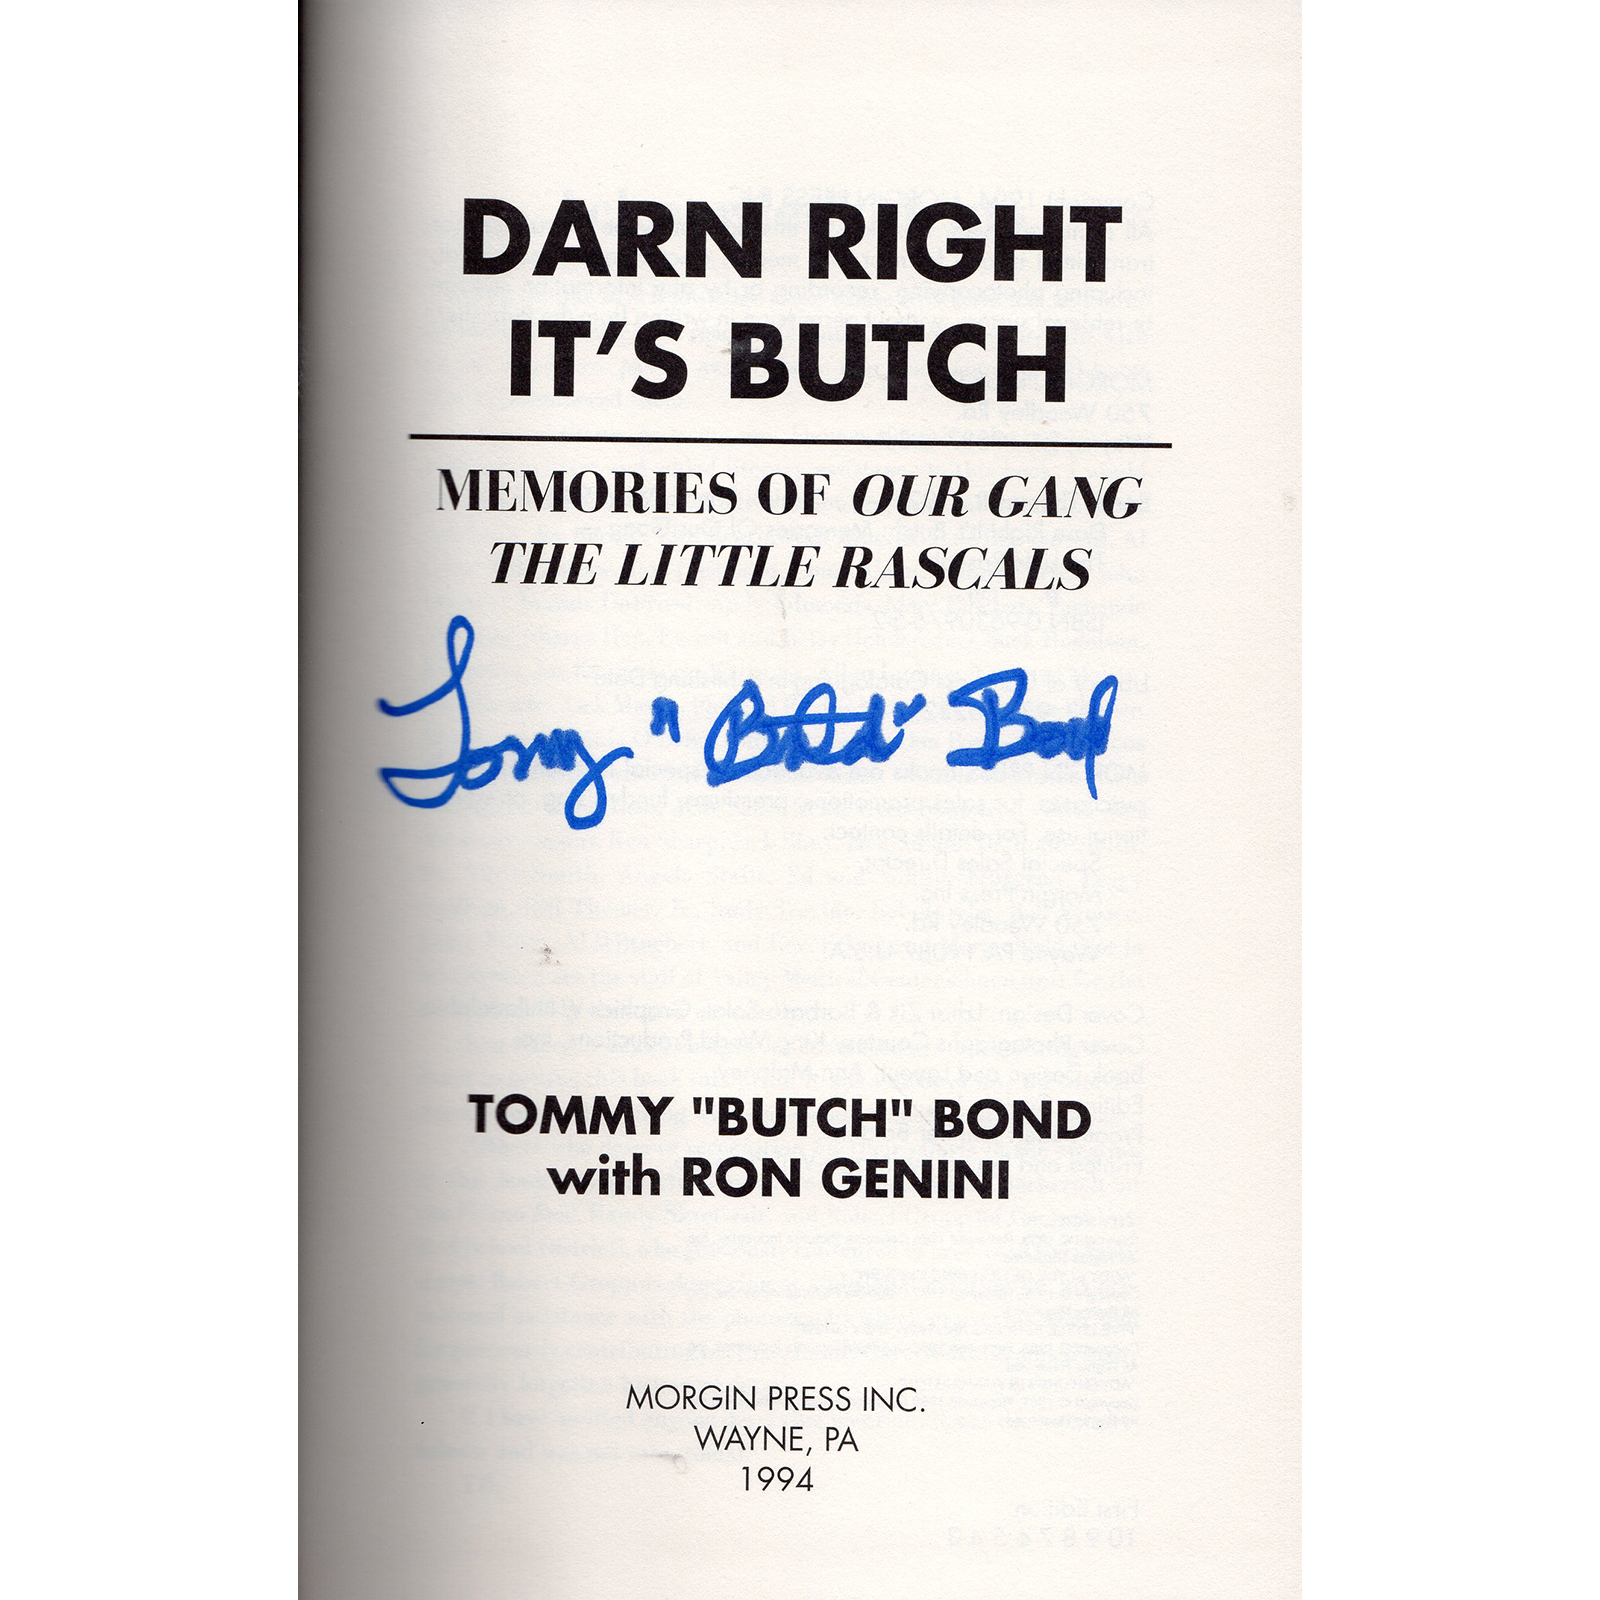 DARN RIGHT
IT'S BUTCH
MEMORIES OF OUR GANG
THE LITTLE RASCALS
Tommy "Butch" Bond
TOMMY "BUTCH" BOND
with RON GENINI
MORGIN PRESS INC.
WAYNE, PA
1994